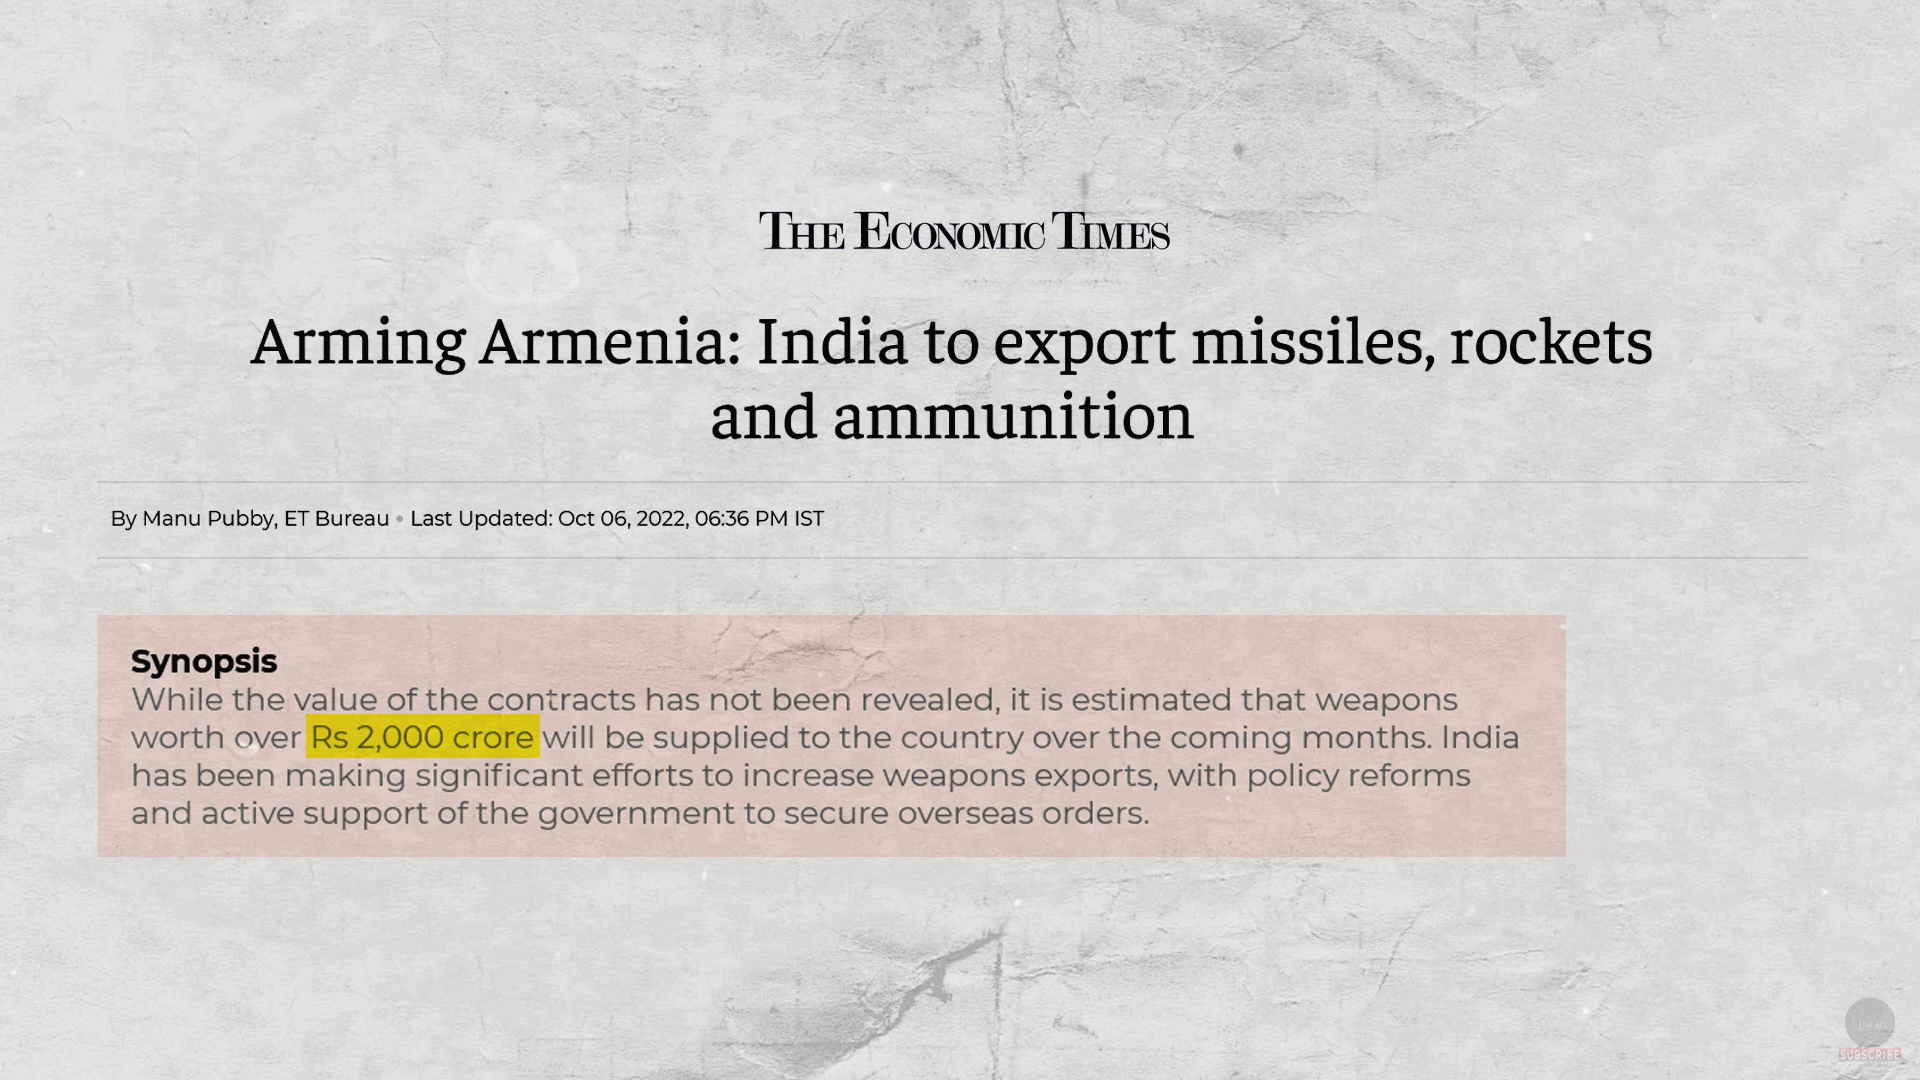 THE ECONOMIC TIMES
Arming Armenia: India to export missiles, rockets
and ammunition
By Manu Pubby, ET Bureau • Last Updated: Oct 06, 2022, 06:36 PM IST
Synopsis
While the value of the contracts has not been revealed, it is estimated that weapons
worth over Rs 2,000 crore will be supplied to the country over the coming months. India
has been making significant efforts to increase weapons exports, with policy reforms
and active support of the government to secure overseas orders.
SUBSCRIBE